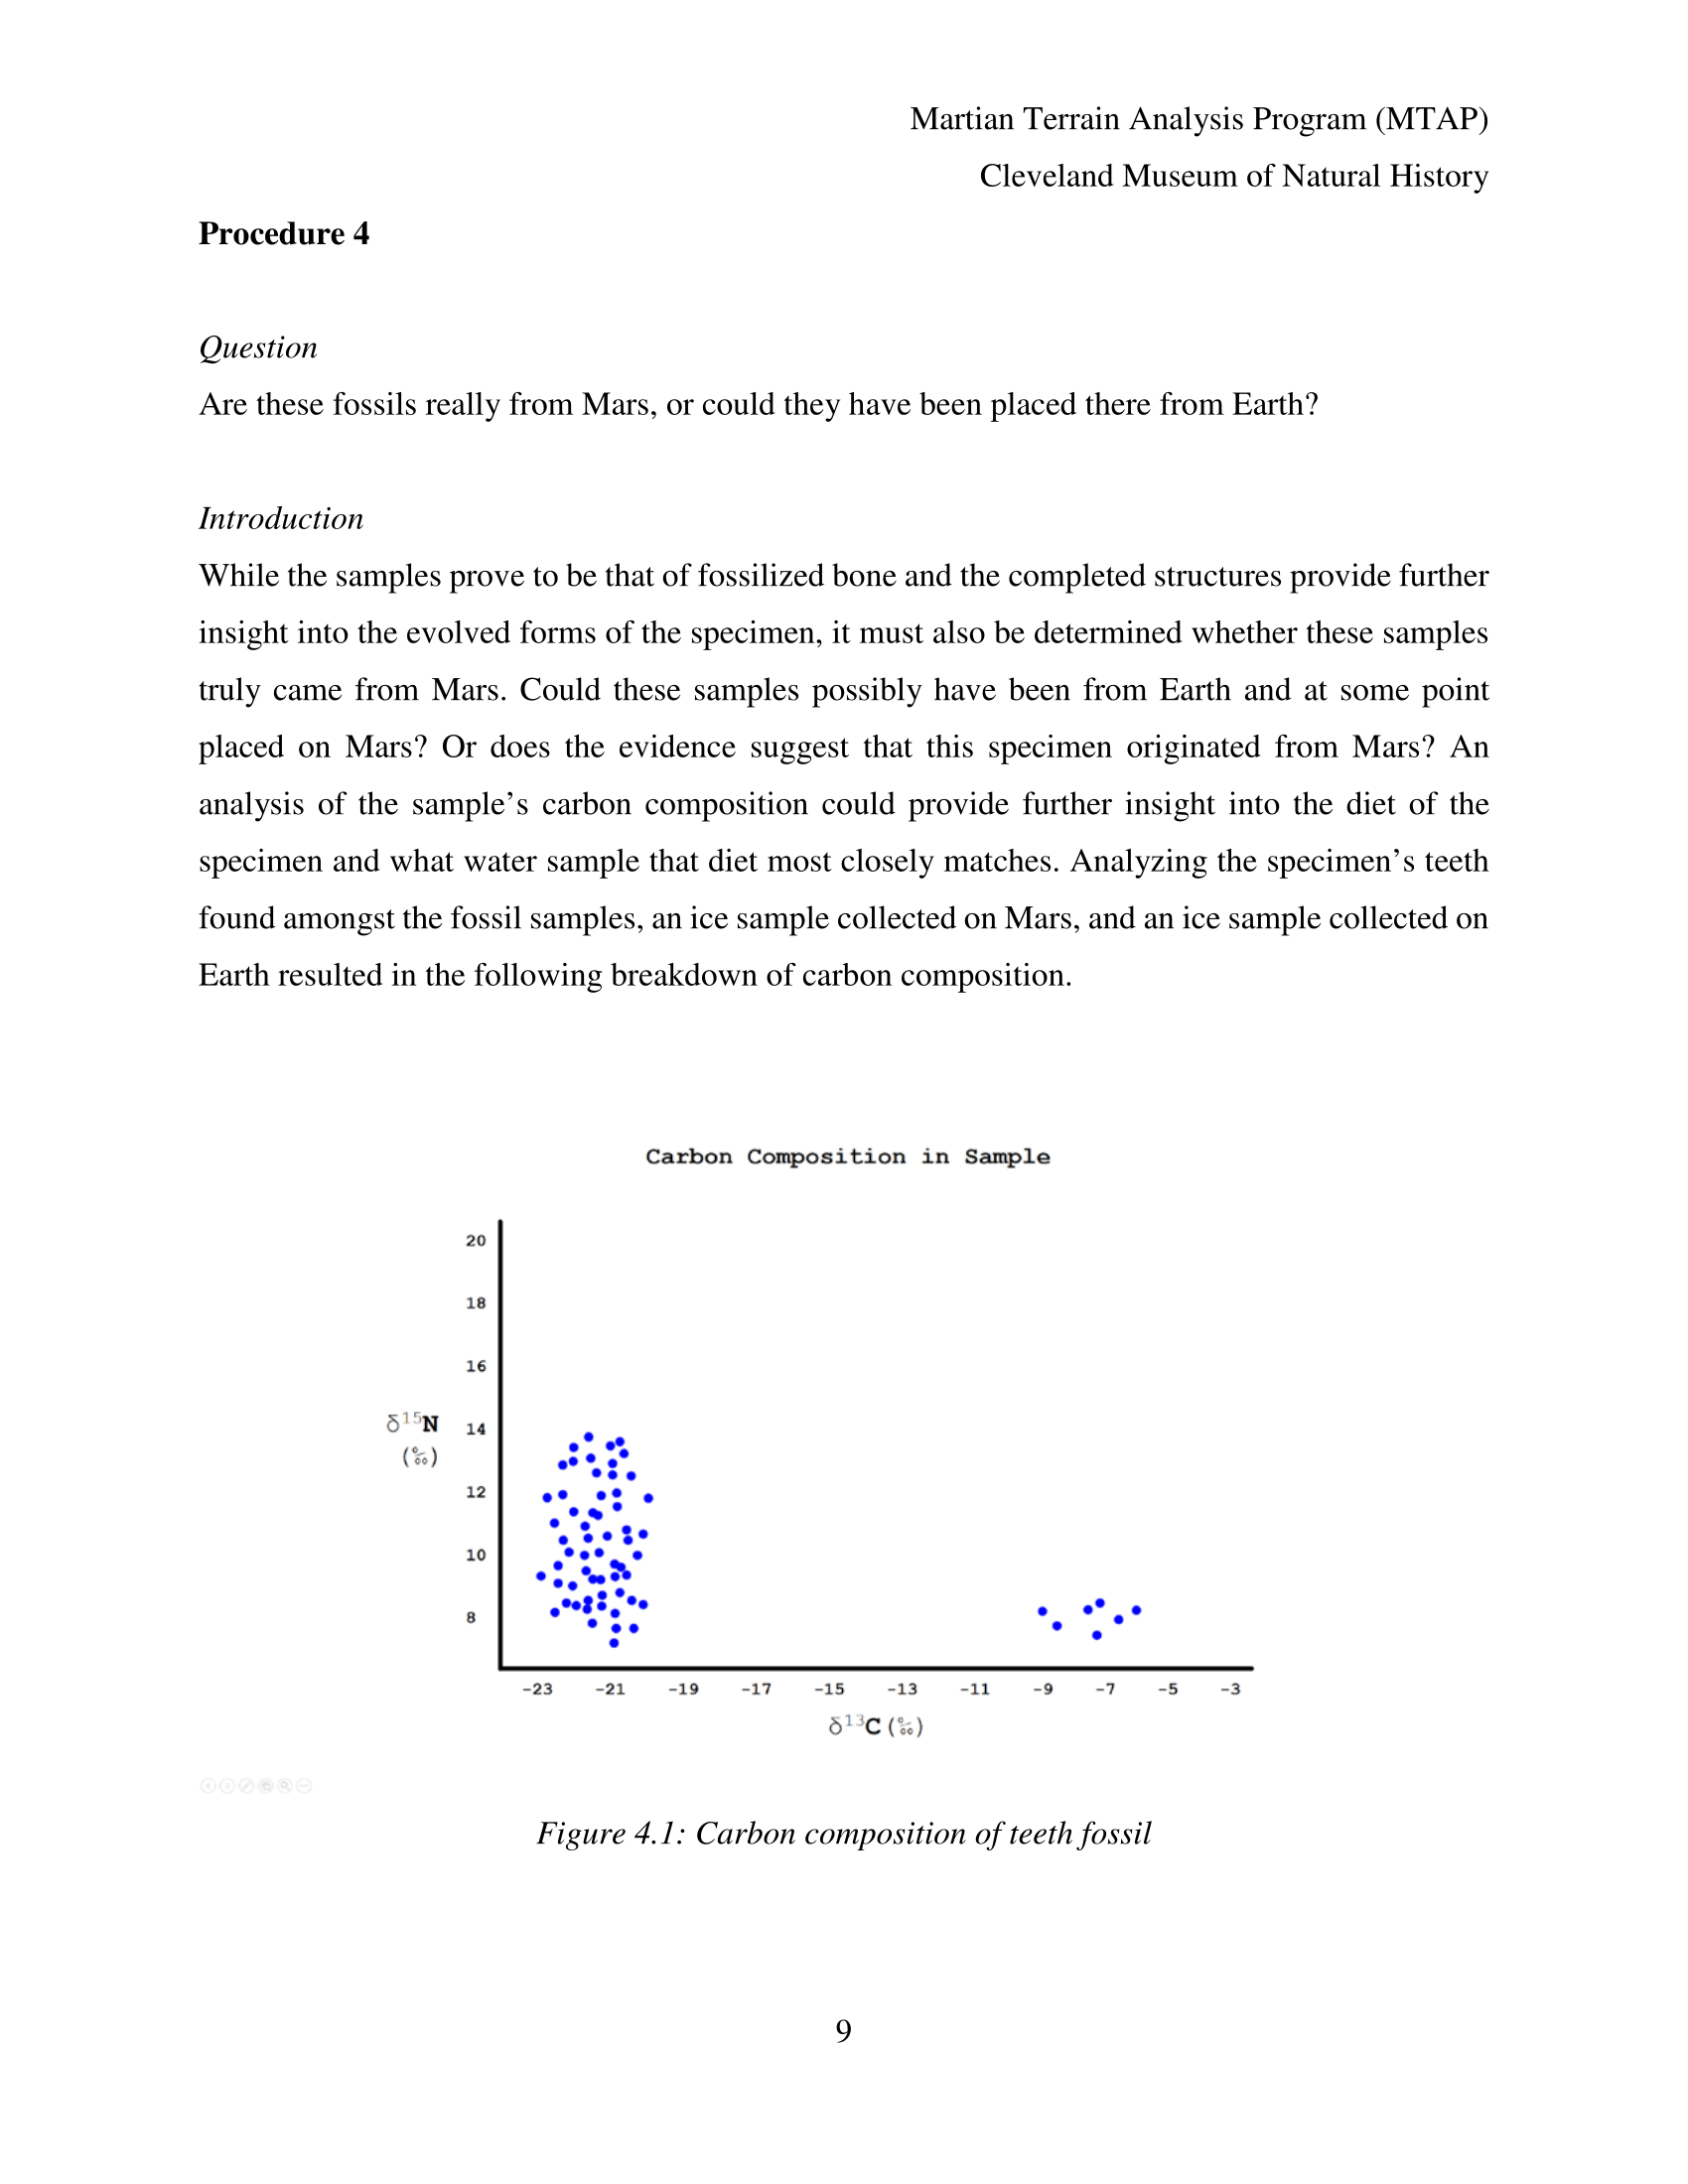 Martian Terrain Analysis Program (MTAP)
Cleveland Museum of Natural History
Procedure 4
Question
Are these fossils really from Mars, or could they have been placed there from Earth?
Introduction
While the samples prove to be that of fossilized bone and the completed structures provide further
insight into the evolved forms of the specimen, it must also be determined whether these samples
truly came from Mars. Could these samples possibly have been from Earth and at some point
placed on Mars? Or does the evidence suggest that this specimen originated from Mars? An
analysis of the sample’s carbon composition could provide further insight into the diet of the
specimen and what water sample that diet most closely matches. Analyzing the specimen’s teeth
found amongst the fossil samples, an ice sample collected on Mars, and an ice sample collected on
Earth resulted in the following breakdown of carbon composition.
Carbon Composition in Sample
20
18
16
δ¹⁵N 14
(‰)
12
10
8
-23 -21 -19 -17 -15 -13 -11 -9 -7 -5 -3
δ¹³C (‰)
Figure 4.1: Carbon composition of teeth fossil
9